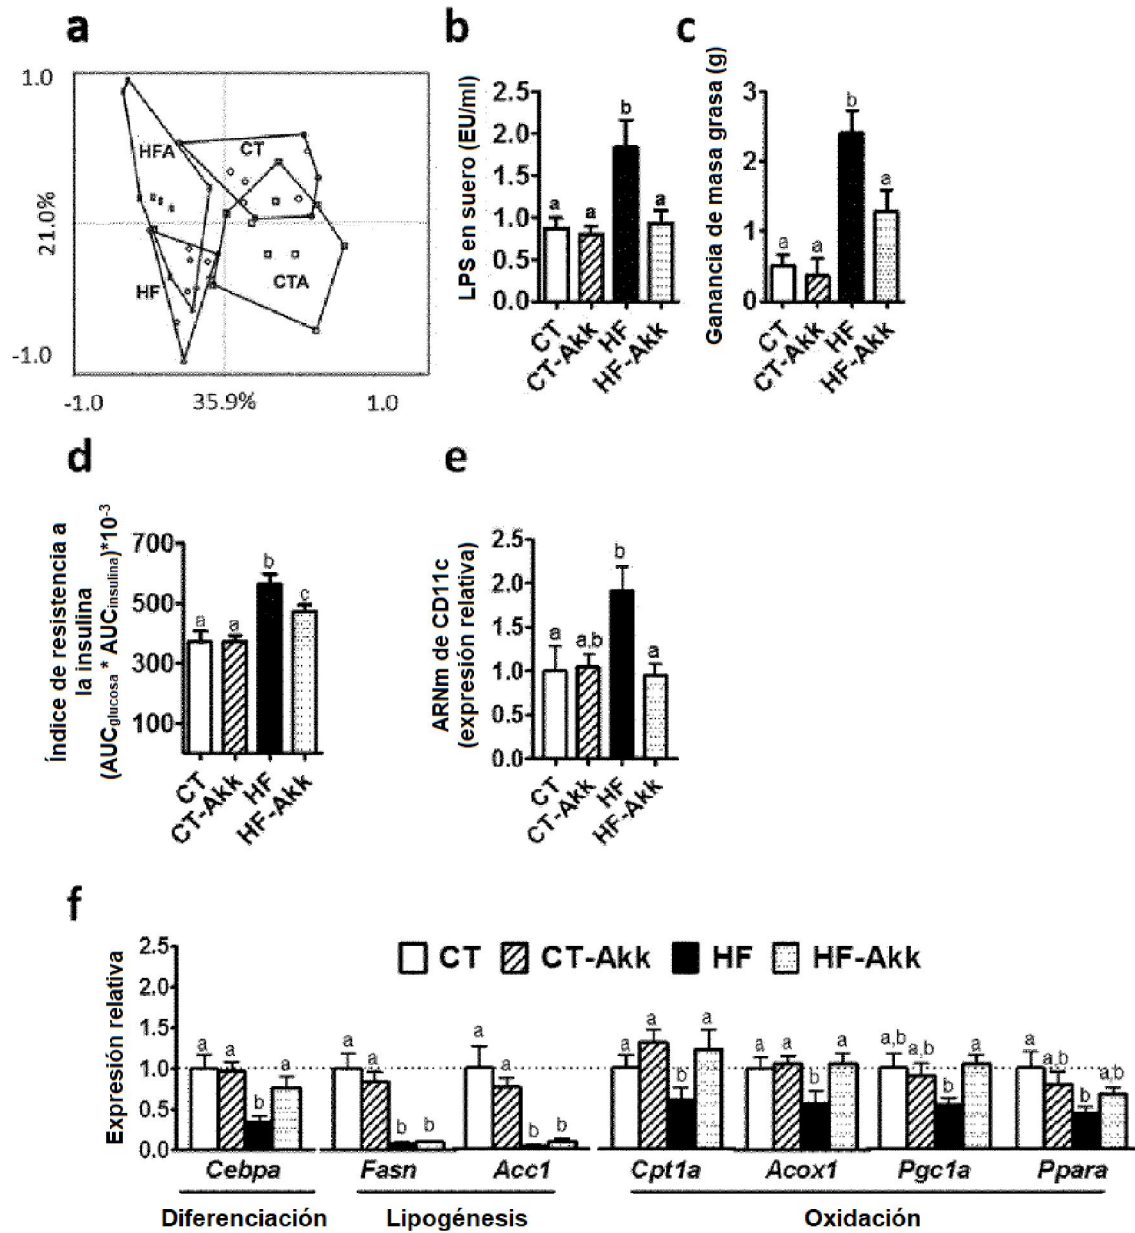 a
1.0
21.0%
-1.0
-1.0
35.9%
1.0
HFA
CT
HF
CTA
b
LPS en suero (EU/ml)
2.5
2.0
1.5
1.0
0.5
0.0
a
a
b
a
CT
CT-Akk
HF
HF-Akk
c
Ganancia de masa grasa (g)
3
2
1
0
a
a
b
a
CT
CT-Akk
HF
HF-Akk
d
Índice de resistencia a
la insulina
(AUCglucosa * AUCinsulina)*10-3
700
500
300
100
a
a
b
c
CT
CT-Akk
HF
HF-Akk
e
ARNm de CD11c
(expresión relativa)
2.5
2.0
1.5
1.0
0.5
0.0
a
a,b
b
a
CT
CT-Akk
HF
HF-Akk
f
Expresión relativa
2.5
2.0
1.5
1.0
0.5
0.0
CT CT-Akk HF HF-Akk
a a b a
a a b b
a a b b
a a b a
a a b a
a,b a,b b a
a a,b b a,b
Cebpa Fasn Acc1 Cpt1a Acox1 Pgc1a Ppara
Diferenciación Lipogénesis Oxidación